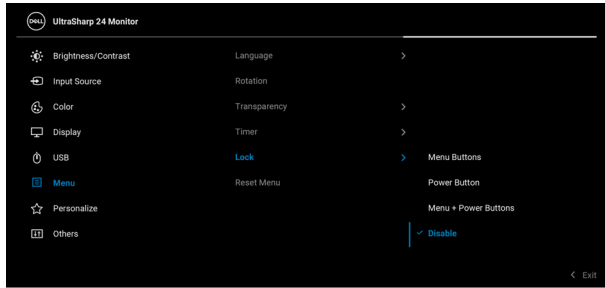 DELL UltraSharp 24 Monitor
Brightness/Contrast Language
Input Source Rotation
Color Transparency
Display Timer
USB Lock Menu Buttons
Menu Reset Menu Power Button
Personalize Menu + Power Buttons
Others Disable
Exit